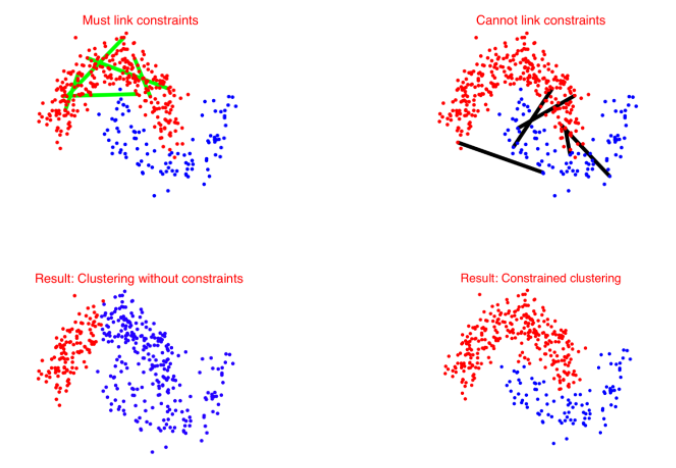 Must link constraints
Cannot link constraints
Result: Clustering without constraints
Result: Constrained clustering